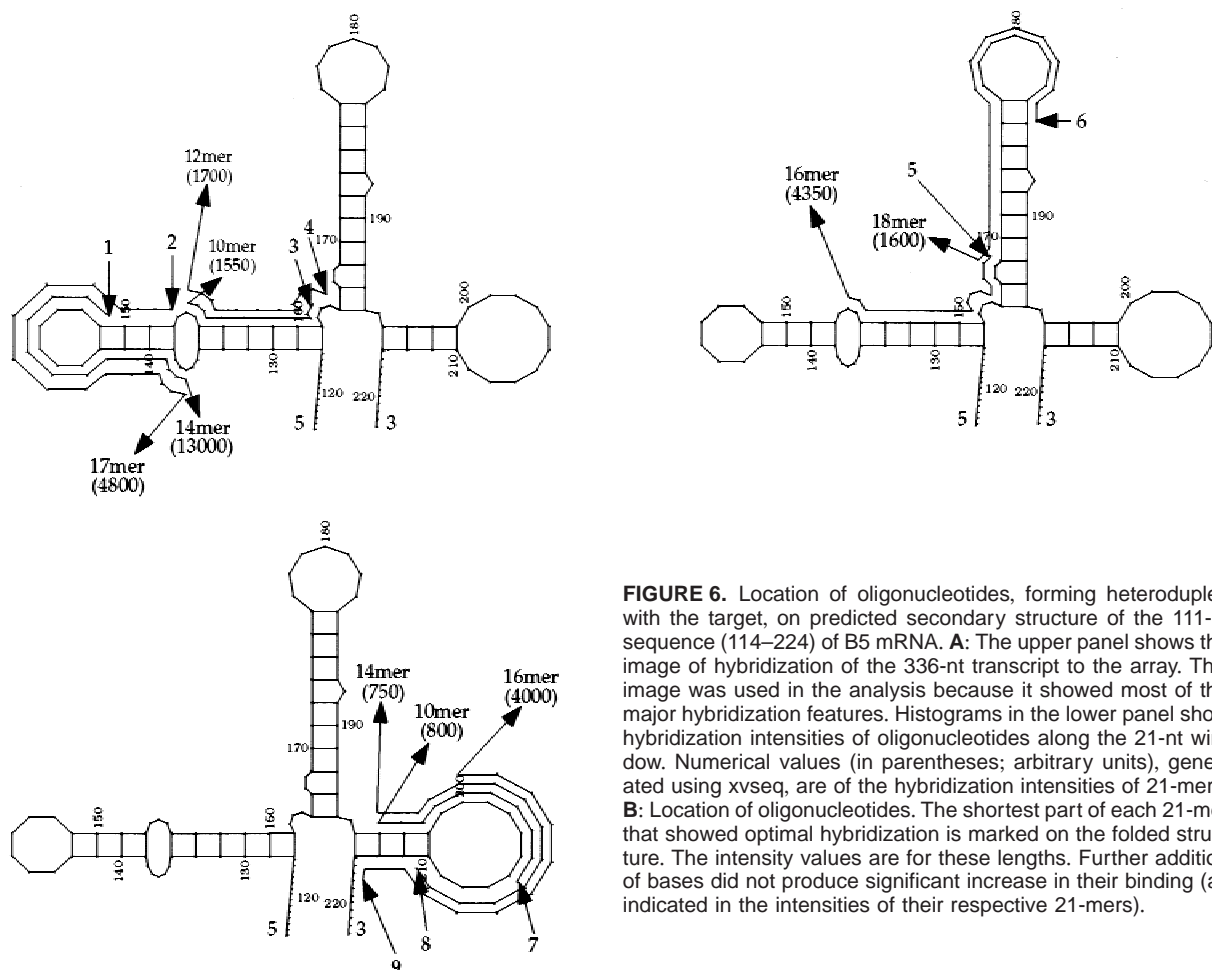 180
12mer
(1700)
10mer
(1550)
1
2
3
4
170
190
150
160
140
130
120
220
200
210
5
3
14mer
(13000)
17mer
(4800)
180
6
5
16mer
(4350)
18mer
(1600)
170
190
150
160
140
130
120
220
200
210
5
3
180
14mer
(750)
16mer
(4000)
10mer
(800)
190
170
150
160
140
130
120
220
200
210
5
3
9
8
7
FIGURE 6. Location of oligonucleotides, forming heteroduple
with the target, on predicted secondary structure of the 111-
sequence (114–224) of B5 mRNA. A: The upper panel shows th
image of hybridization of the 336-nt transcript to the array. Th
image was used in the analysis because it showed most of th
major hybridization features. Histograms in the lower panel sho
hybridization intensities of oligonucleotides along the 21-nt wi
dow. Numerical values (in parentheses; arbitrary units), gene
ated using xvseq, are of the hybridization intensities of 21-mer
B: Location of oligonucleotides. The shortest part of each 21-m
that showed optimal hybridization is marked on the folded stru
ture. The intensity values are for these lengths. Further additio
of bases did not produce significant increase in their binding (a
indicated in the intensities of their respective 21-mers).